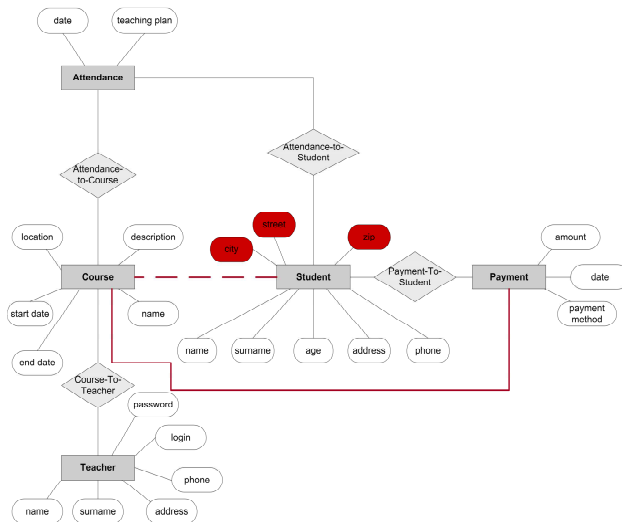 date
teaching plan
Attendance
Attendance-to-
Student
Attendance-
to-Course
street
location
description
city
zip
amount
Course
Student
Payment-To-
Student
Payment
date
start date
name
payment
method
end date
name
surname
age
address
phone
Course-To-
Teacher
password
login
Teacher
phone
name
surname
address